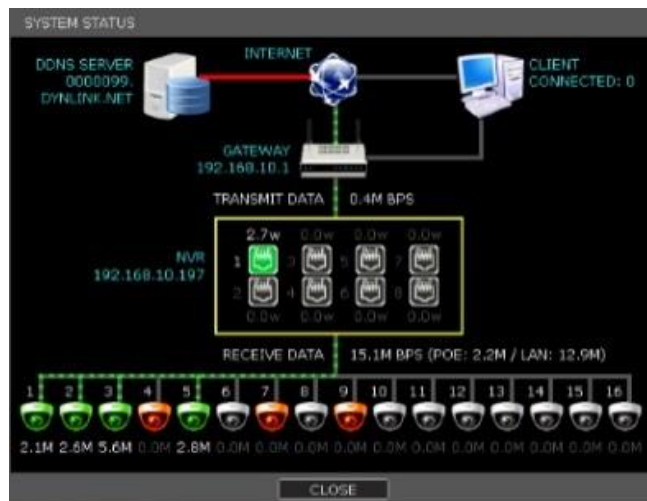 SYSTEM STATUS
DDNS SERVER
0000099.
DYNLINK.NET
INTERNET
CLIENT
CONNECTED: 0
GATEWAY
192.168.10.1
TRANSMIT DATA 0.4M BPS
NVR
192.168.10.197
2.7w 0.0w 0.0w 0.0w
1 3 5 7
2 4 6 8
0.0w 0.0w 0.0w 0.0w
RECEIVE DATA 15.1M BPS (POE: 2.2M / LAN: 12.9M)
1 2 3 4 5 6 7 8 9 10 11 12 13 14 15 16
2.1M 2.6M 5.6M 0.0M 2.8M 0.0M 0.0M 0.0M 0.0M 0.0M 0.0M 0.0M 0.0M 0.0M 0.0M 0.0M
CLOSE